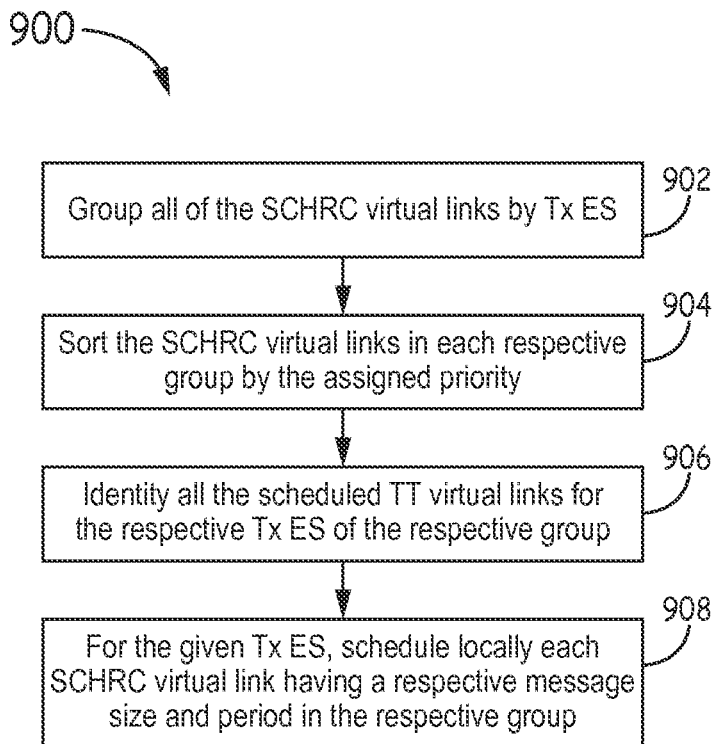 900
Group all of the SCHRC virtual links by Tx ES
902
Sort the SCHRC virtual links in each respective
group by the assigned priority
904
Identity all the scheduled TT virtual links for
the respective Tx ES of the respective group
906
For the given Tx ES, schedule locally each
SCHRC virtual link having a respective message
size and period in the respective group
908